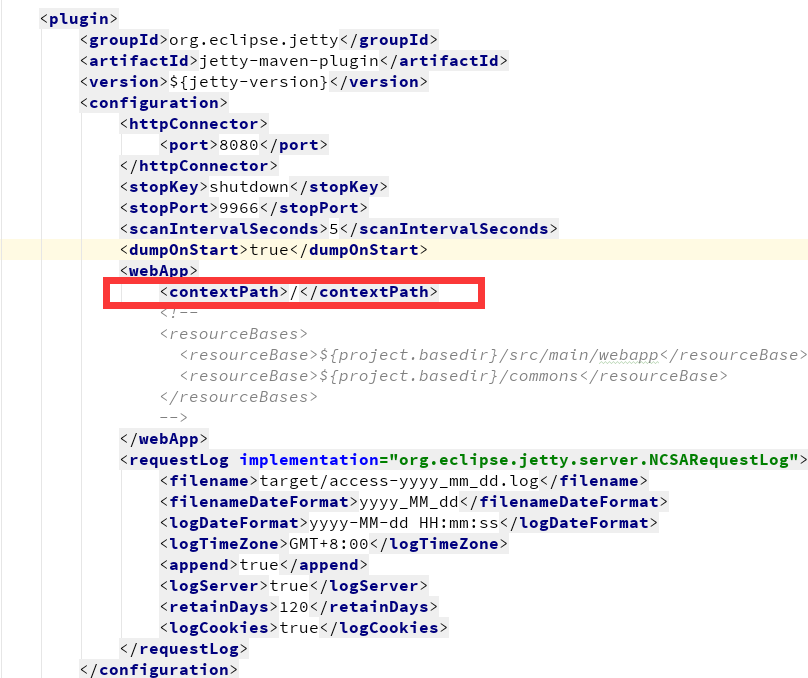 <plugin>
<groupId>org.eclipse.jetty</groupId>
<artifactId>jetty-maven-plugin</artifactId>
<version>${jetty-version}</version>
<configuration>
<httpConnector>
<port>8080</port>
</httpConnector>
<stopKey>shutdown</stopKey>
<stopPort>9966</stopPort>
<scanIntervalSeconds>5</scanIntervalSeconds>
<dumpOnStart>true</dumpOnStart>
<webApp>
<contextPath>/</contextPath>
<!--
<resourceBases>
<resourceBase>${project.basedir}/src/main/webapp</resourceBase>
<resourceBase>${project.basedir}/commons</resourceBase>
</resourceBases>
-->
</webApp>
<requestLog implementation="org.eclipse.jetty.server.NCSARequestLog">
<filename>target/access-yyyy_mm_dd.log</filename>
<filenameDateFormat>yyyy_MM_dd</filenameDateFormat>
<logDateFormat>yyyy-MM-dd HH:mm:ss</logDateFormat>
<logTimeZone>GMT+8:00</logTimeZone>
<append>true</append>
<logServer>true</logServer>
<retainDays>120</retainDays>
<logCookies>true</logCookies>
</requestLog>
</configuration>